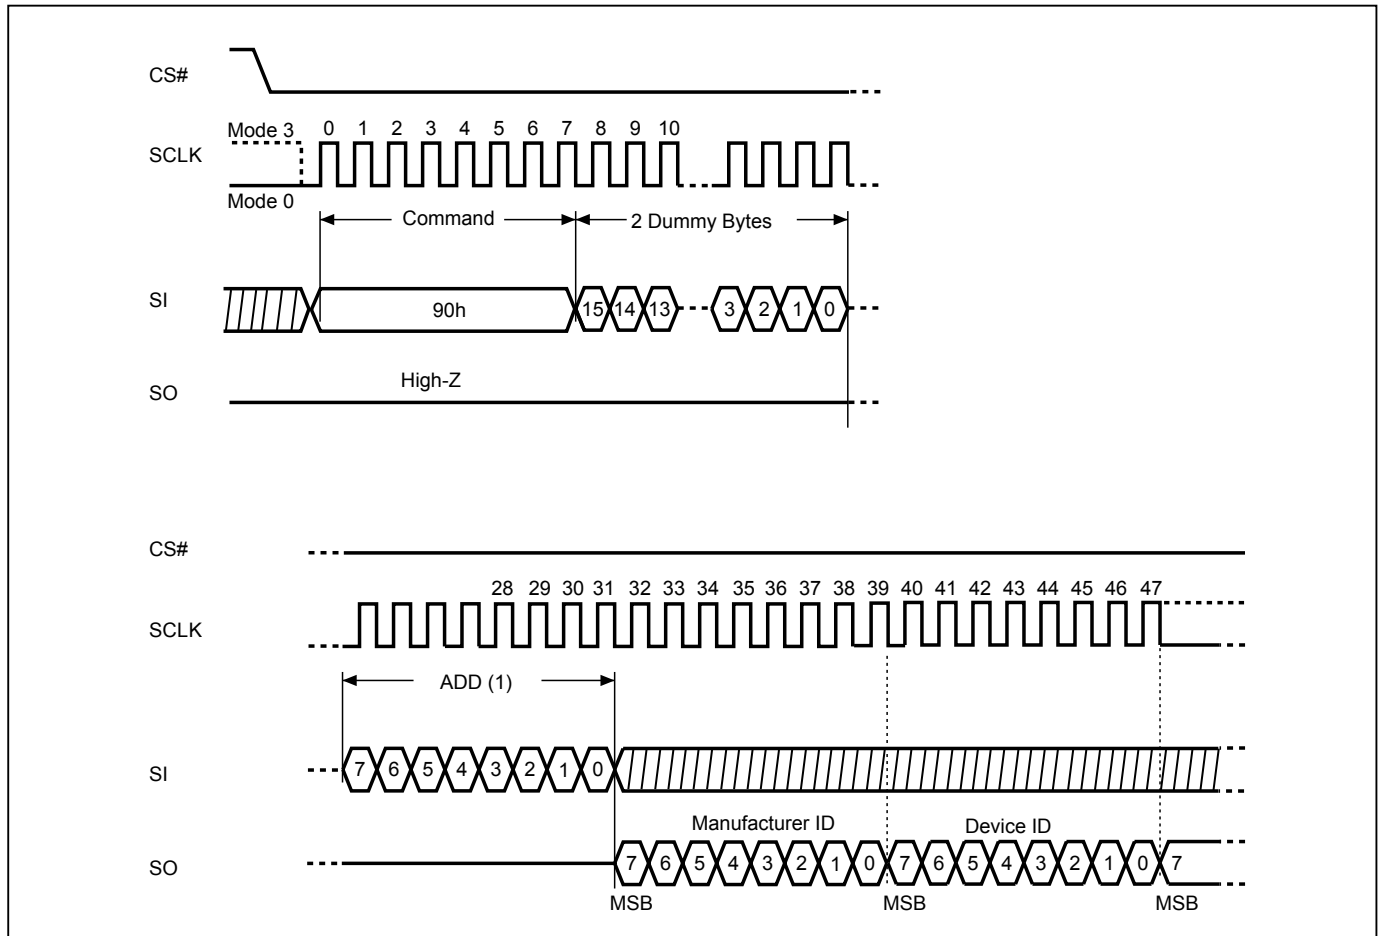 CS#
Mode 3 0 1 2 3 4 5 6 7 8 9 10
SCLK
Mode 0
Command 2 Dummy Bytes
SI 90h 15 14 13 3 2 1 0
High-Z
SO
CS#
28 29 30 31 32 33 34 35 36 37 38 39 40 41 42 43 44 45 46 47
SCLK
ADD (1)
SI 7 6 5 4 3 2 1 0
Manufacturer ID Device ID
SO 7 6 5 4 3 2 1 0 7 6 5 4 3 2 1 0 7
MSB MSB MSB